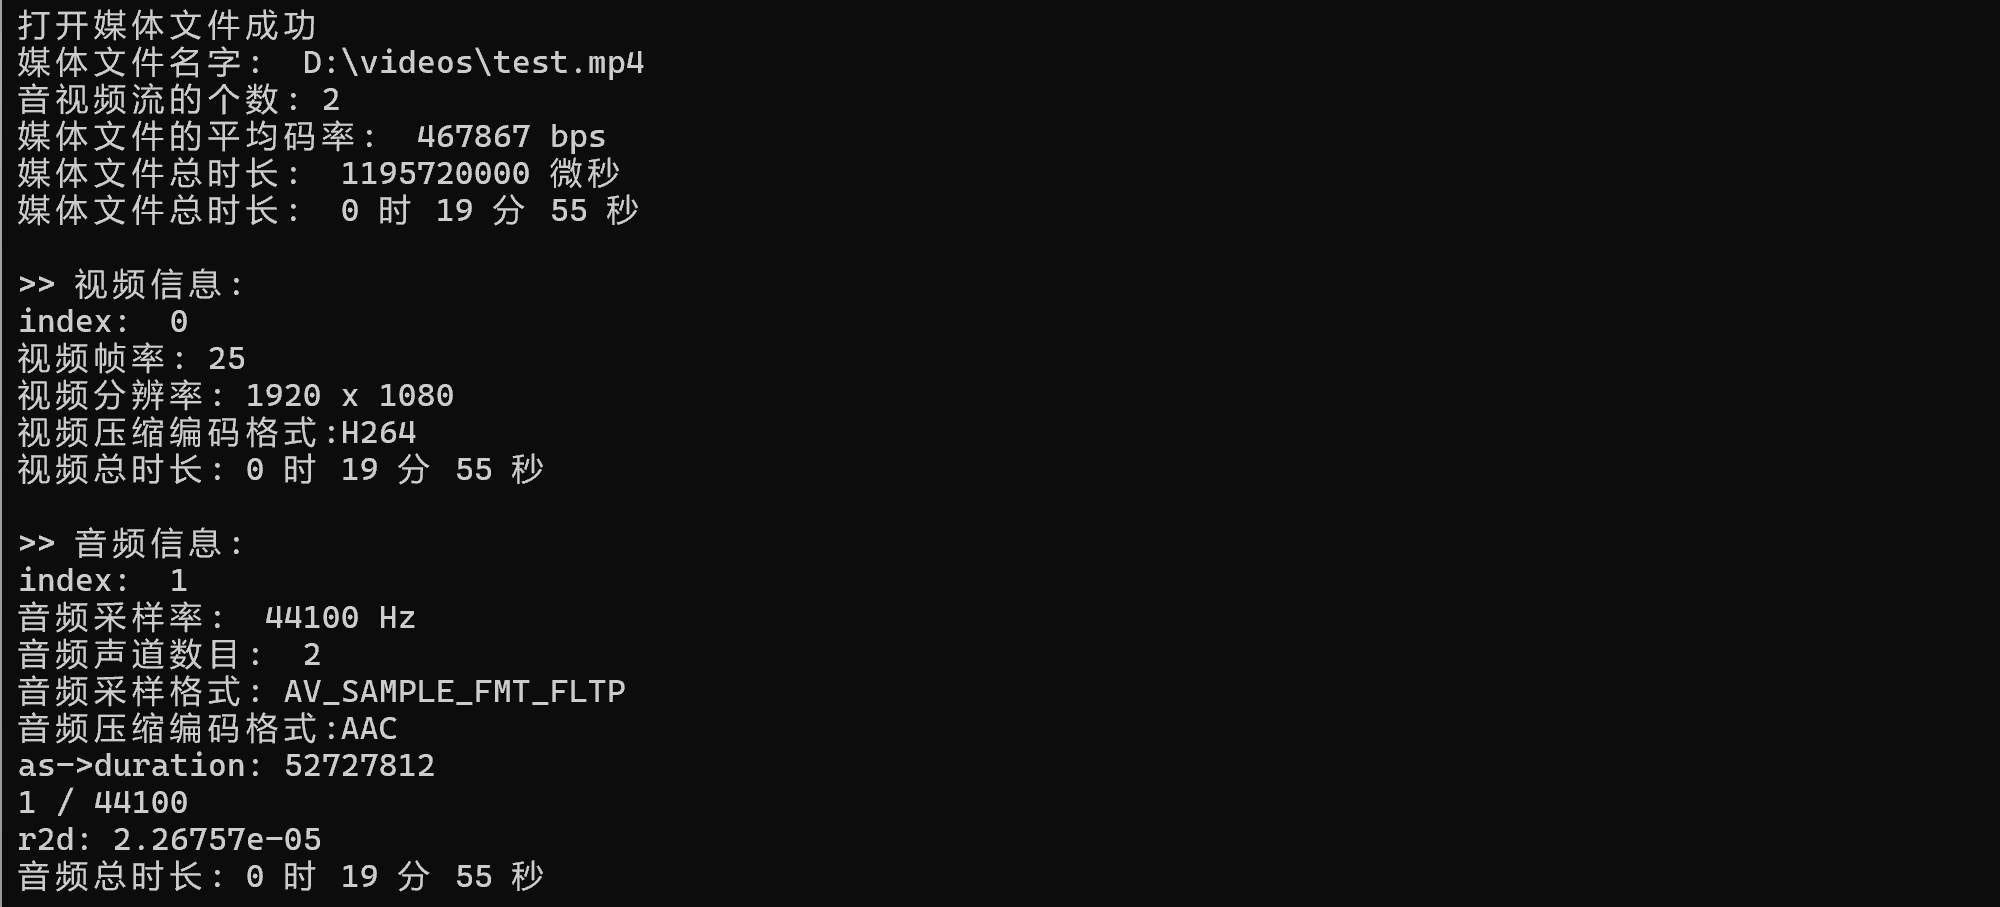 打开媒体文件成功
媒体文件名字:  D:\videos\test.mp4
音视频流的个数: 2
媒体文件的平均码率:  467867 bps
媒体文件总时长:  1195720000 微秒
媒体文件总时长:  0 时 19 分 55 秒
>> 视频信息:
index:  0
视频帧率: 25
视频分辨率: 1920 x 1080
视频压缩编码格式:H264
视频总时长: 0 时 19 分 55 秒
>> 音频信息:
index:  1
音频采样率:  44100 Hz
音频声道数目:  2
音频采样格式: AV_SAMPLE_FMT_FLTP
音频压缩编码格式:AAC
as->duration: 52727812
1 / 44100
r2d: 2.26757e-05
音频总时长: 0 时 19 分 55 秒